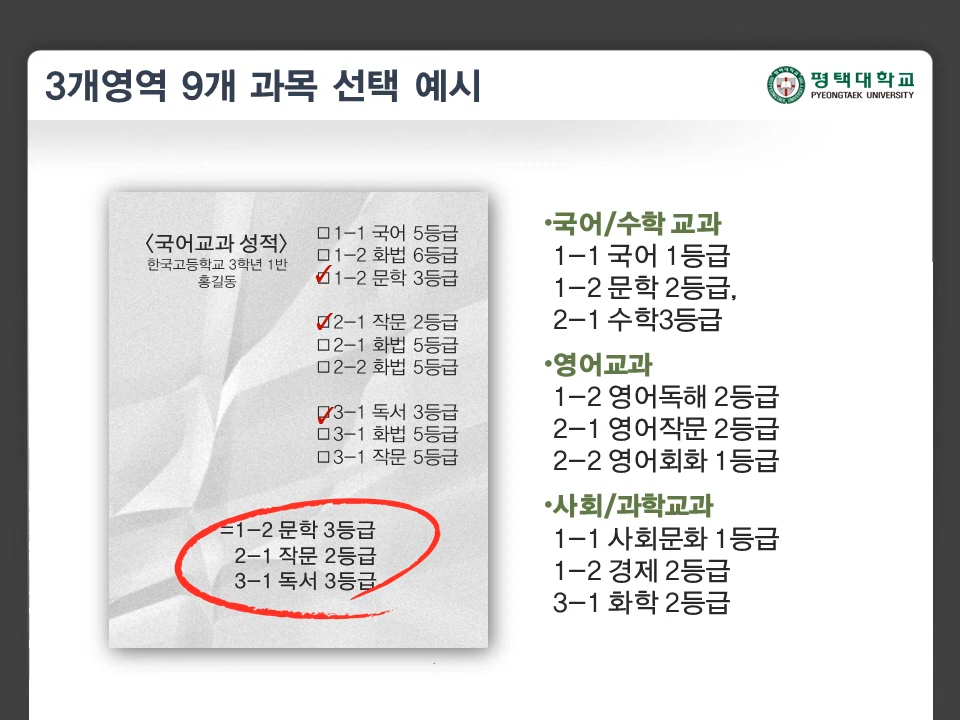 3개영역 9개 과목 선택 예시
평택대학교
PYEONGTAEK UNIVERSITY
〈국어교과 성적〉
한국고등학교 3학년 1반
홍길동
□1-1 국어 5등급
□1-2 화법 6등급
□1-2 문학 3등급
□2-1 작문 2등급
□2-1 화법 5등급
□2-2 화법 5등급
□3-1 독서 3등급
□3-1 화법 5등급
□3-1 작문 5등급
=1-2 문학 3등급
2-1 작문 2등급
3-1 독서 3등급
•국어/수학 교과
1-1 국어 1등급
1-2 문학 2등급,
2-1 수학3등급
•영어교과
1-2 영어독해 2등급
2-1 영어작문 2등급
2-2 영어회화 1등급
•사회/과학교과
1-1 사회문화 1등급
1-2 경제 2등급
3-1 화학 2등급